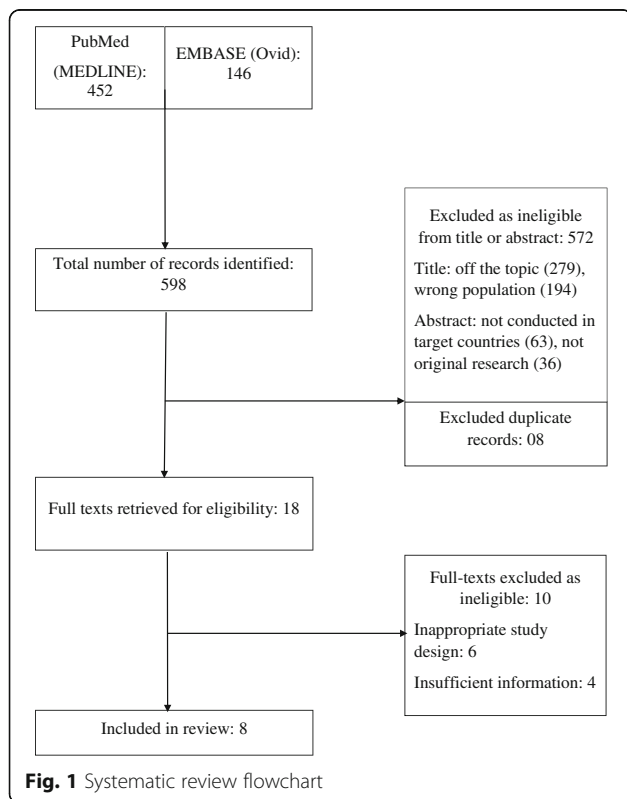 PubMed
(MEDLINE):
452
EMBASE (Ovid)
146
Total number of records identified:
598
Excluded as ineligible
from title or abstract: 572
Title: off the topic (279),
wrong population (194)
Abstract: not conducted in
target countries (63), not
original research (36)
Excluded duplicate
records: 08
Full texts retrieved for eligibility: 18
Full-texts excluded as
ineligible: 10
Inappropriate study
design: 6
Insufficient information: 4
Included in review: 8
Fig. 1 Systematic review flowchart